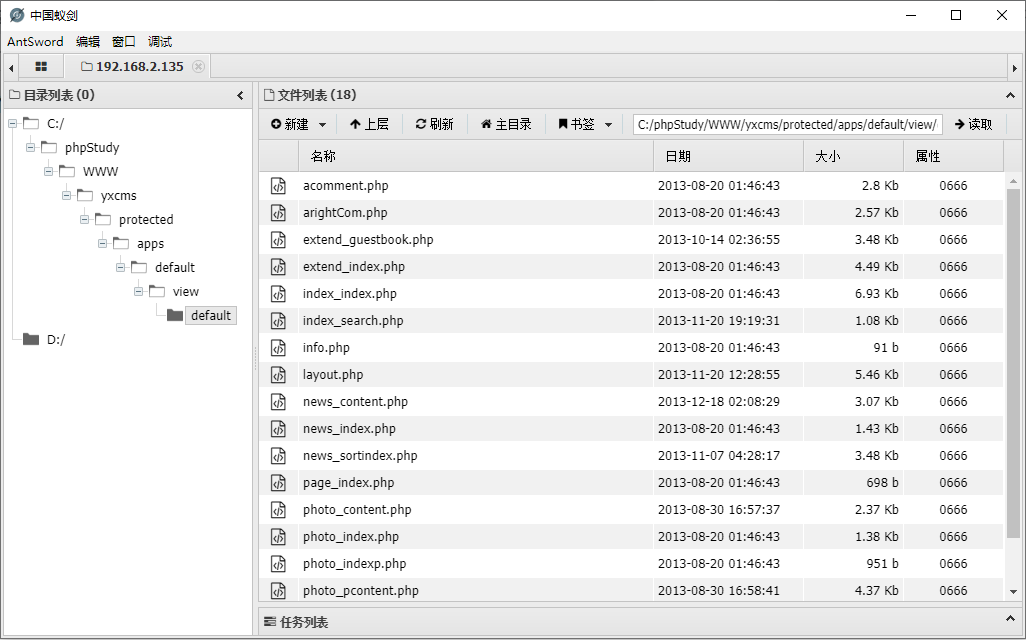 中国蚁剑
AntSword 编辑 窗口 调试
192.168.2.135
目录列表 (0)
C:/
phpStudy
WWW
yxcms
protected
apps
default
view
default
D:/
文件列表 (18)
新建 上层 刷新 主目录 书签 C:/phpStudy/WWW/yxcms/protected/apps/default/view/ 读取
名称 日期 大小 属性
acomment.php 2013-08-20 01:46:43 2.8 Kb 0666
arightCom.php 2013-08-20 01:46:43 2.57 Kb 0666
extend_guestbook.php 2013-10-14 02:36:55 3.48 Kb 0666
extend_index.php 2013-08-20 01:46:43 4.49 Kb 0666
index_index.php 2013-08-20 01:46:43 6.93 Kb 0666
index_search.php 2013-11-20 19:19:31 1.08 Kb 0666
info.php 2013-08-20 01:46:43 91 b 0666
layout.php 2013-11-20 12:28:55 5.46 Kb 0666
news_content.php 2013-12-18 02:08:29 3.07 Kb 0666
news_index.php 2013-08-20 01:46:43 1.43 Kb 0666
news_sortindex.php 2013-11-07 04:28:17 3.48 Kb 0666
page_index.php 2013-08-20 01:46:43 698 b 0666
photo_content.php 2013-08-30 16:57:37 2.37 Kb 0666
photo_index.php 2013-08-20 01:46:43 1.38 Kb 0666
photo_indexp.php 2013-08-20 01:46:43 951 b 0666
photo_pcontent.php 2013-08-30 16:58:41 4.37 Kb 0666
任务列表